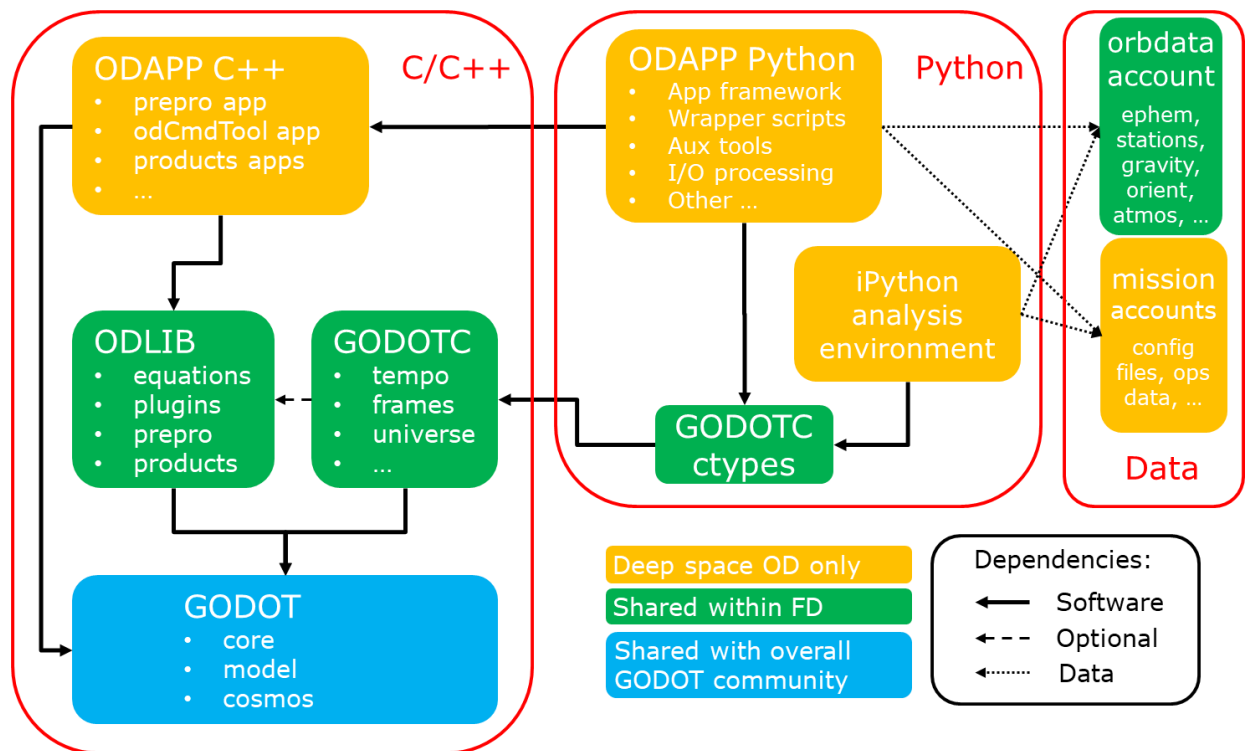 ODAPP C++
• prepro app
• odCmdTool app
• products apps
• ...
C/C++
ODLIB
• equations
• plugins
• prepro
• products
GODOTC
• tempo
• frames
• universe
• ...
GODOT
• core
• model
• cosmos
ODAPP Python
• App framework
• Wrapper scripts
• Aux tools
• I/O processing
• Other ...
Python
iPython
analysis
environment
GODOTC
ctypes
orbdata
account
ephem,
stations,
gravity,
orient,
atmos, ...
mission
accounts
config
files, ops
data, ...
Data
Deep space OD only
Shared within FD
Shared with overall
GODOT community
Dependencies:
Software
Optional
Data